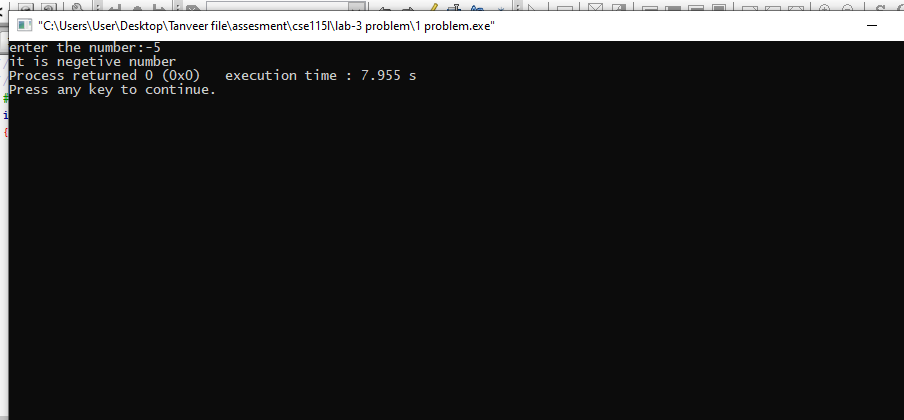 "C:\Users\User\Desktop\Tanveer file\assesment\cse115l\lab-3 problem\1 problem.exe"
enter the number:-5
it is negetive number
Process returned 0 (0x0)   execution time : 7.955 s
Press any key to continue.
#
i
{